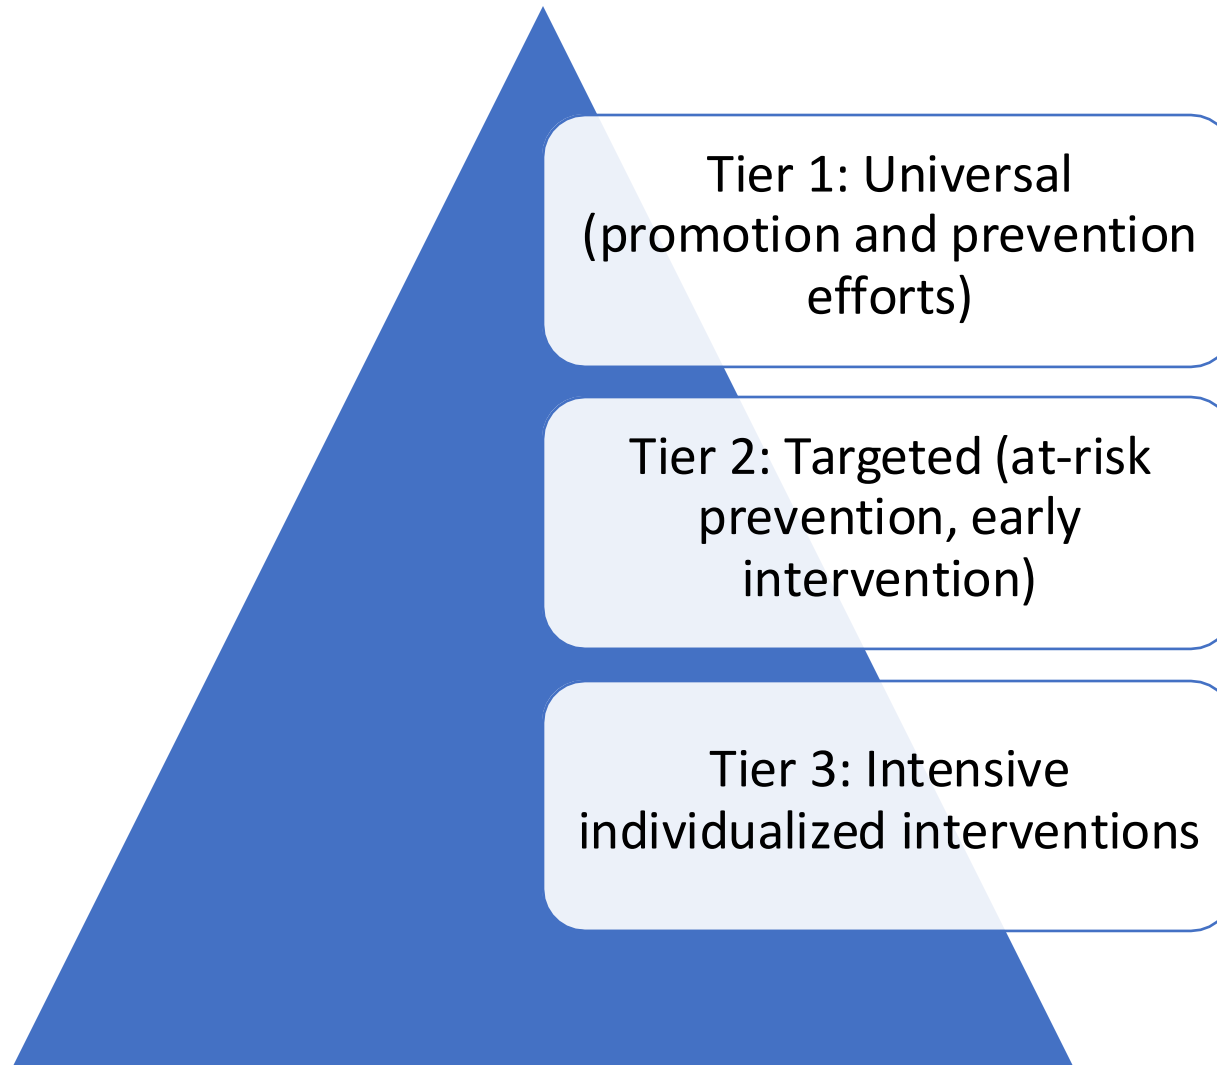 Tier 1: Universal
(promotion and prevention
efforts)
Tier 2: Targeted (at-risk
prevention, early
intervention)
Tier 3: Intensive
individualized interventions